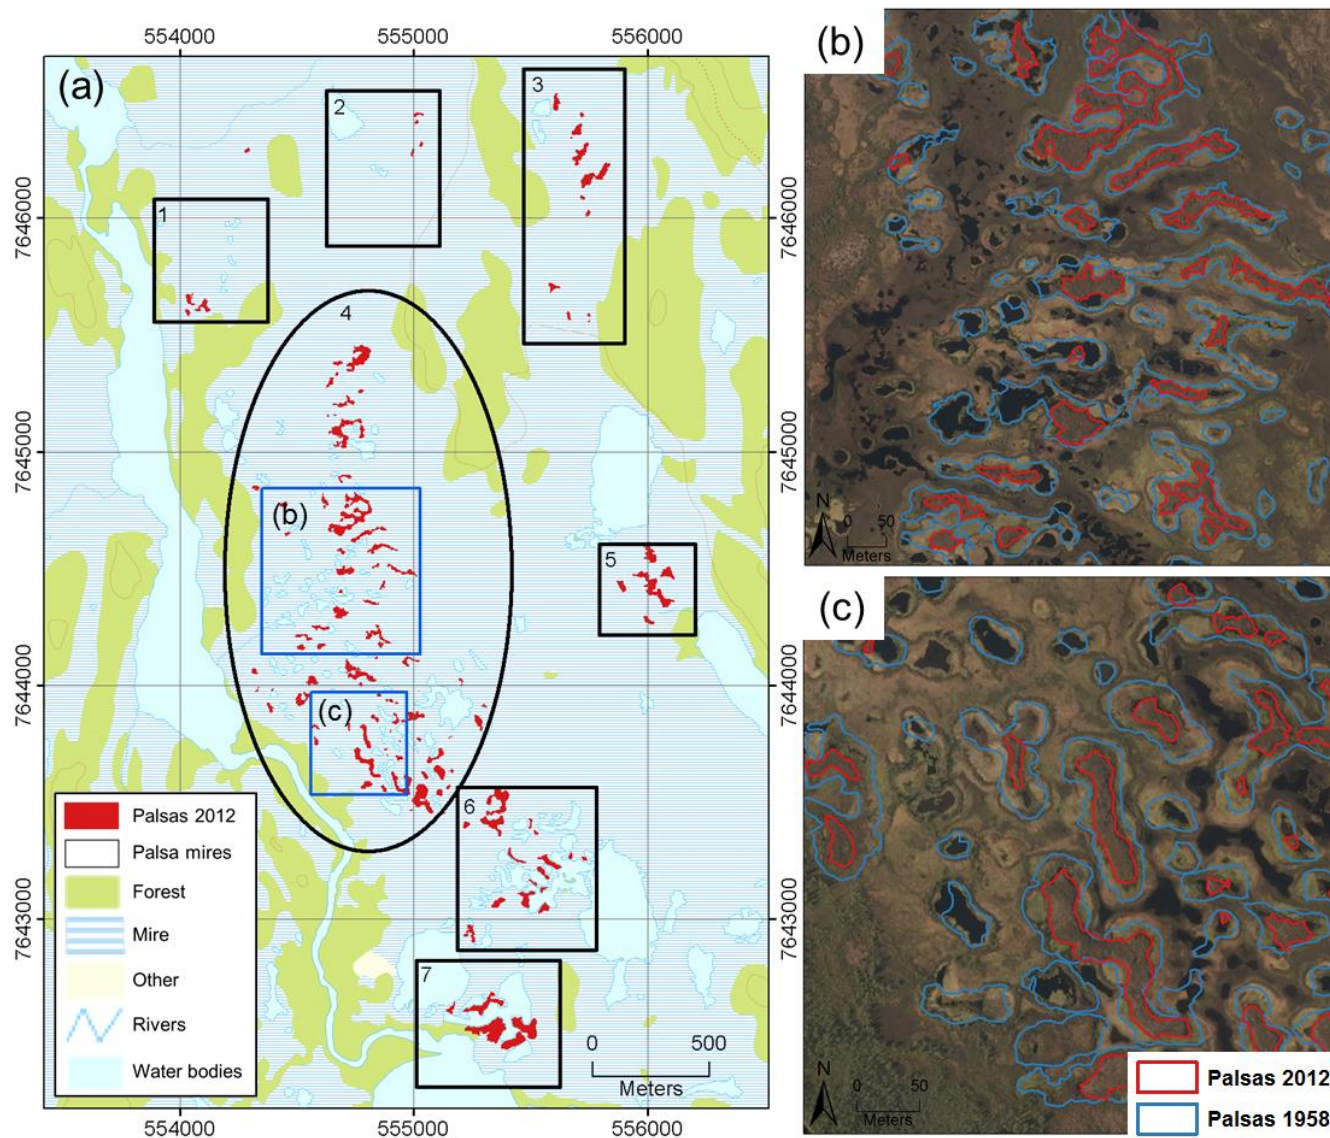 554000 555000 556000
(a)
1
2
3
4
5
6
7
(b)
(c)
7646000
7645000
7644000
7643000
7646000
7645000
7644000
7643000
Palsas 2012
Palsa mires
Forest
Mire
Other
Rivers
Water bodies
0 500
Meters
554000 555000 556000
(b)
N
0 50
Meters
(c)
N
0 50
Meters
Palsas 2012
Palsas 1958